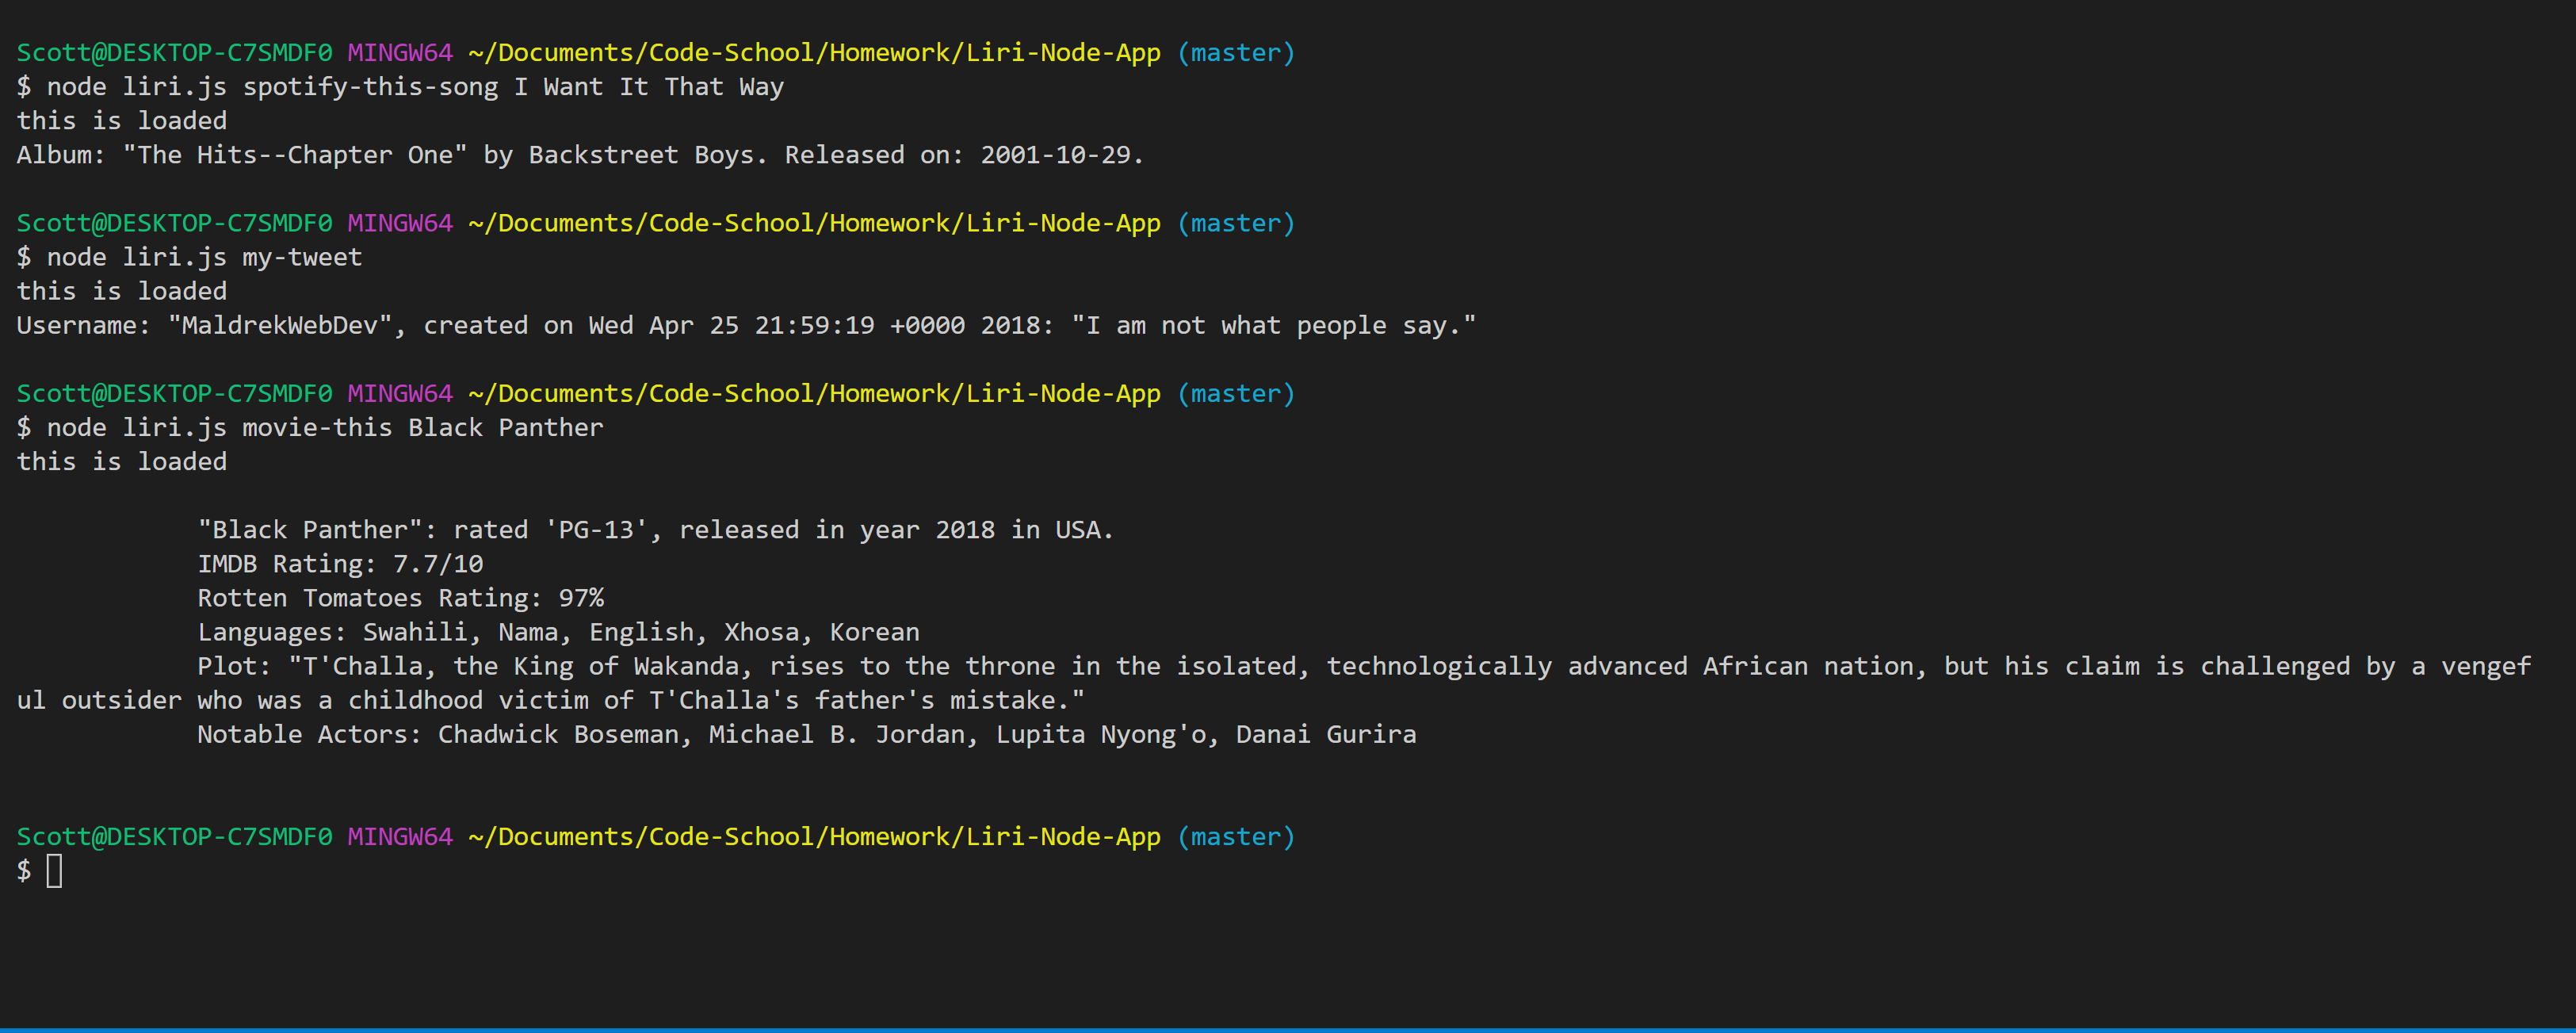 Scott@DESKTOP-C7SMDF0 MINGW64 ~/Documents/Code-School/Homework/Liri-Node-App (master)
$ node liri.js spotify-this-song I Want It That Way
this is loaded
Album: "The Hits--Chapter One" by Backstreet Boys. Released on: 2001-10-29.
Scott@DESKTOP-C7SMDF0 MINGW64 ~/Documents/Code-School/Homework/Liri-Node-App (master)
$ node liri.js my-tweet
this is loaded
Username: "MaldrekWebDev", created on Wed Apr 25 21:59:19 +0000 2018: "I am not what people say."
Scott@DESKTOP-C7SMDF0 MINGW64 ~/Documents/Code-School/Homework/Liri-Node-App (master)
$ node liri.js movie-this Black Panther
this is loaded
"Black Panther": rated 'PG-13', released in year 2018 in USA.
IMDB Rating: 7.7/10
Rotten Tomatoes Rating: 97%
Languages: Swahili, Nama, English, Xhosa, Korean
Plot: "T'Challa, the King of Wakanda, rises to the throne in the isolated, technologically advanced African nation, but his claim is challenged by a vengef
ul outsider who was a childhood victim of T'Challa's father's mistake."
Notable Actors: Chadwick Boseman, Michael B. Jordan, Lupita Nyong'o, Danai Gurira
Scott@DESKTOP-C7SMDF0 MINGW64 ~/Documents/Code-School/Homework/Liri-Node-App (master)
$